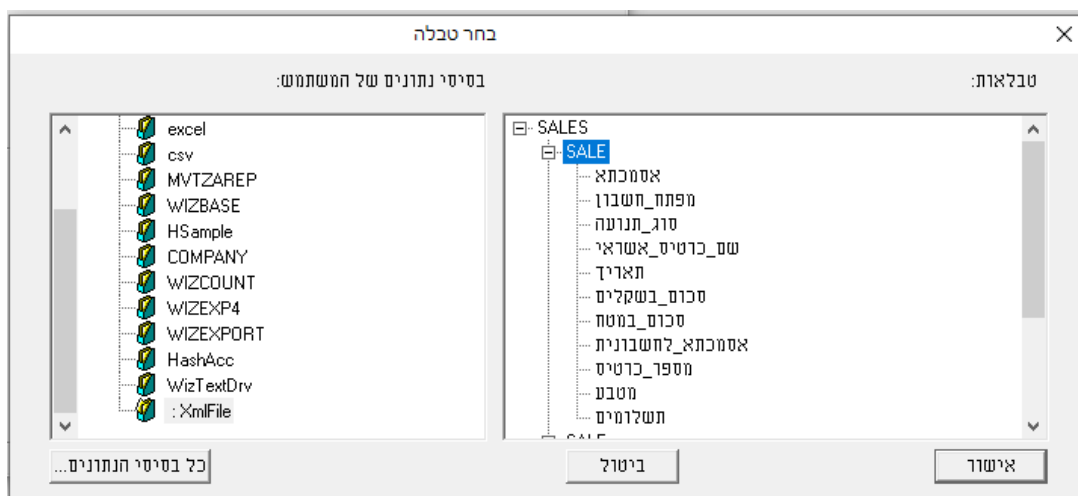 בחר טבלה
טבלאות:
בסיסי נתונים של המשתמש:
SALES
SALE
אסמכתא
מפתח_חשבון
סוג_תנועה
שם_כרטיס_אשראי
תאריך
סכום_בשקלים
סכום_במטח
אסמכתא_לחשבונית
מספר_כרטיס
מטבע
תשלומים
SALE
excel
csv
MVTZAREP
WIZBASE
HSample
COMPANY
WIZCOUNT
WIZEXP4
WIZEXPORT
HashAcc
WizTextDrv
: XmlFile
אישור
ביטול
כל בסיסי הנתונים...